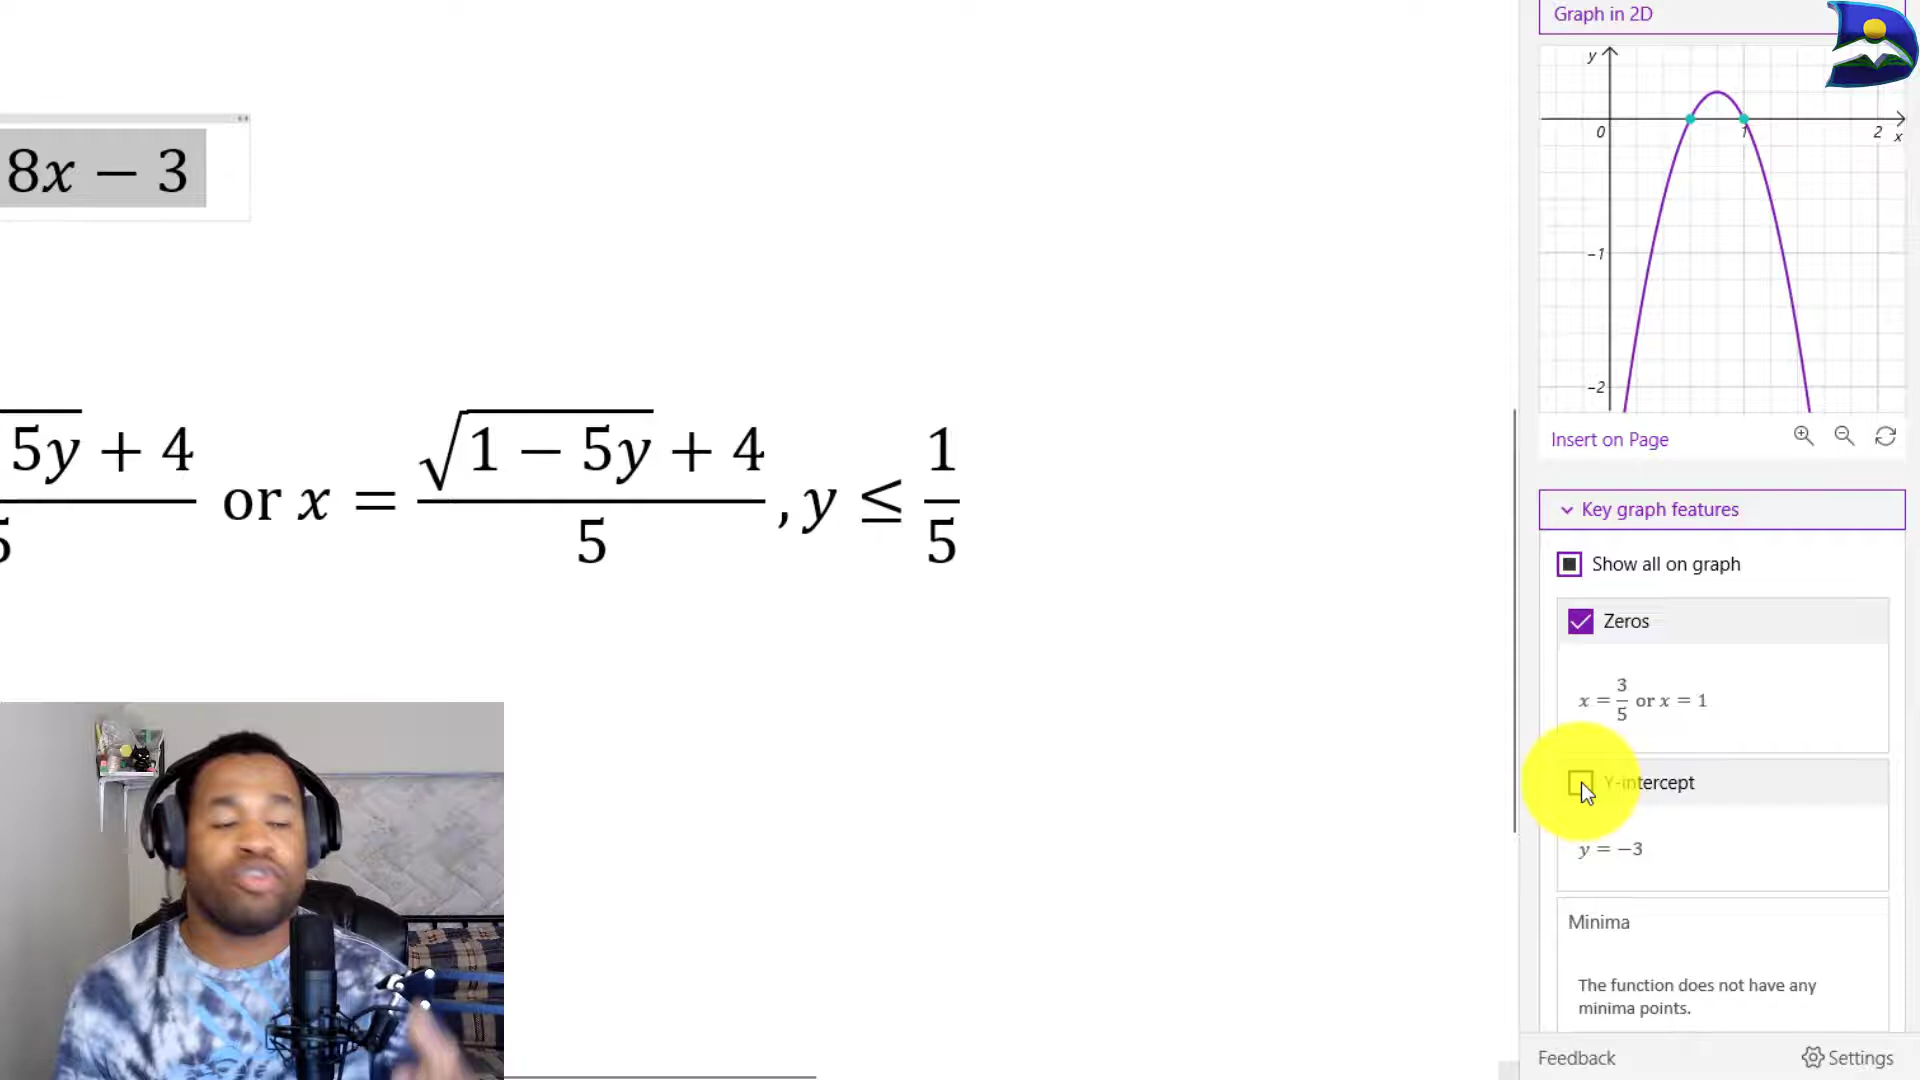 Graph in 2D
y
0
1
2
x
−1
−2
8x − 3
5y + 4
5
or x = √(1 − 5y) + 4 / 5 , y ≤ 1/5
Insert on Page
Key graph features
Show all on graph
Zeros
x = 3/5 or x = 1
Y-intercept
y = −3
Minima
The function does not have any
minima points.
Feedback
Settings